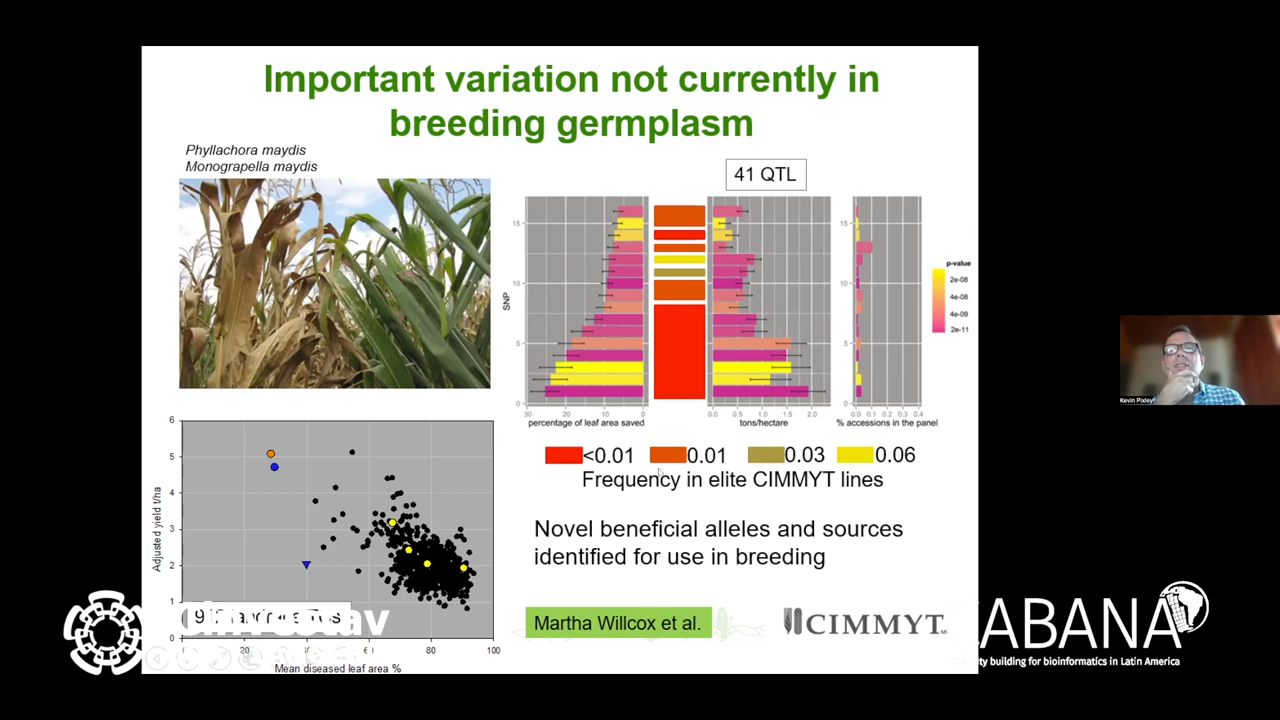 Important variation not currently in
breeding germplasm
Phyllachora maydis
Monograpella maydis
41 QTL
SNP
15
10
5
0
30 20 10 0
percentage of leaf area saved
0.0 0.5 1.0 1.5 2.0
tons/hectare
0.0 0.1 0.2 0.3 0.4
% accessions in the panel
p-value
2e-08
4e-08
4e-09
2e-11
<0.01 0.01 0.03 0.06
Frequency in elite CIMMYT lines
Novel beneficial alleles and sources
identified for use in breeding
Martha Willcox et al.
CIMMYT
Adjusted yield t/ha
6
5
4
3
2
1
0
20 80 100
Mean diseased leaf area %
Kevin Pixley
CABANA
building for bioinformatics in Latin America